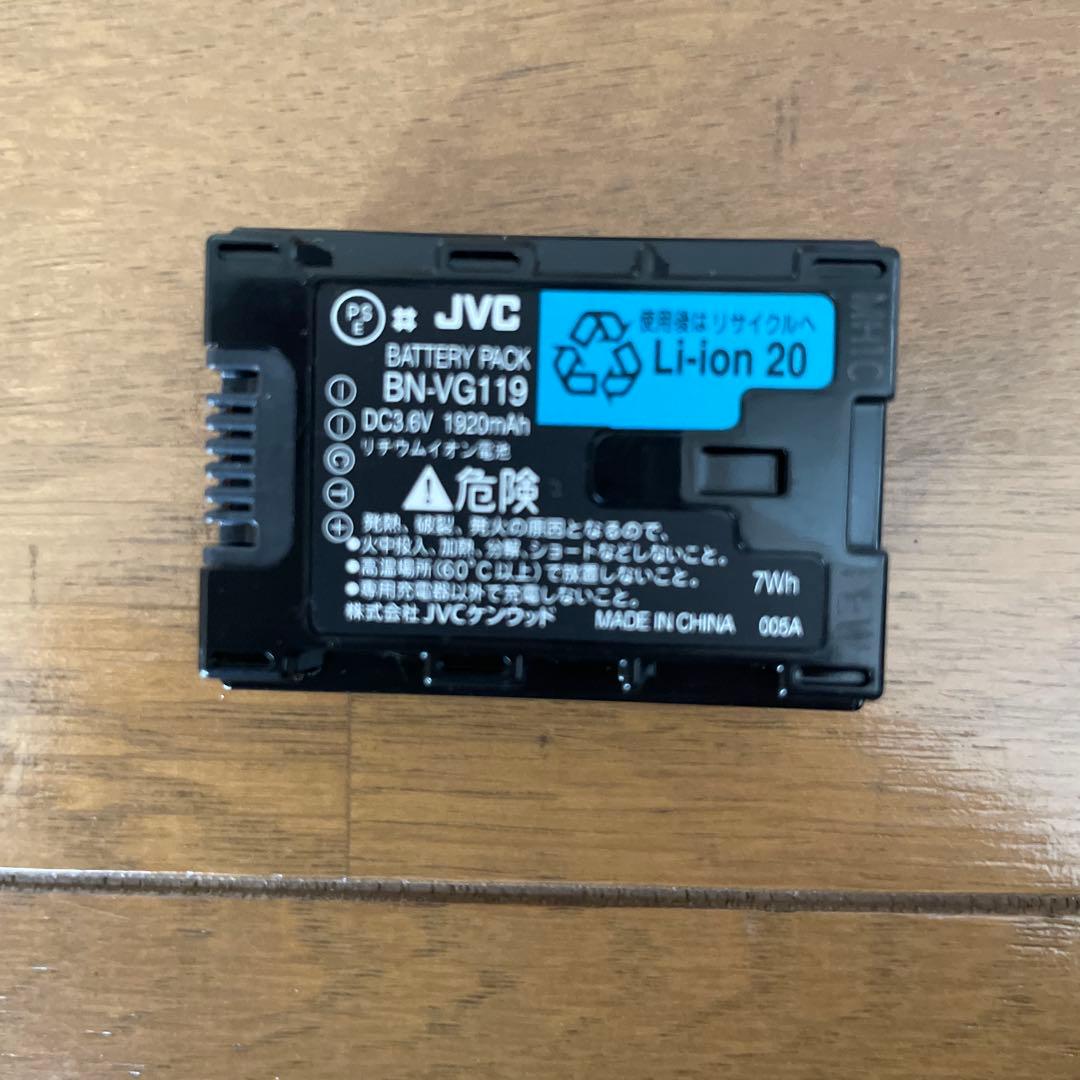 PSE JVC
使用後はリサイクルへ
Li-ion 20
BATTERY PACK
BN-VG119
DC3.6V 1920mAh
リチウムイオン電池
⊖
⊖
Ⓒ
Ⓣ
⊕
⚠危険
発熱、破裂、発火の原因となるので、
●火中投入、加熱、分解、ショートなどしないこと。
●高温場所(60°C以上)で放置しないこと。
●専用充電器以外で充電しないこと。
7Wh
株式会社JVCケンウッド MADE IN CHINA 005A
MHC